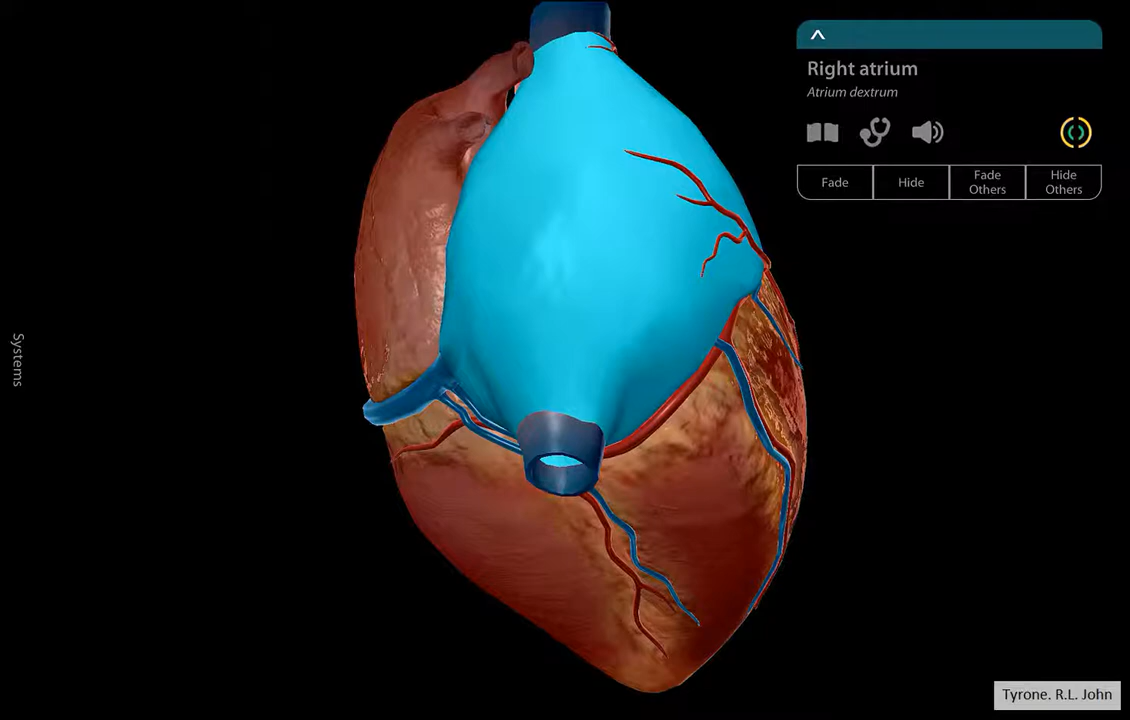 Right atrium
Atrium dextrum
Fade
Hide
Fade
Others
Hide
Others
Systems
Tyrone. R.L. John